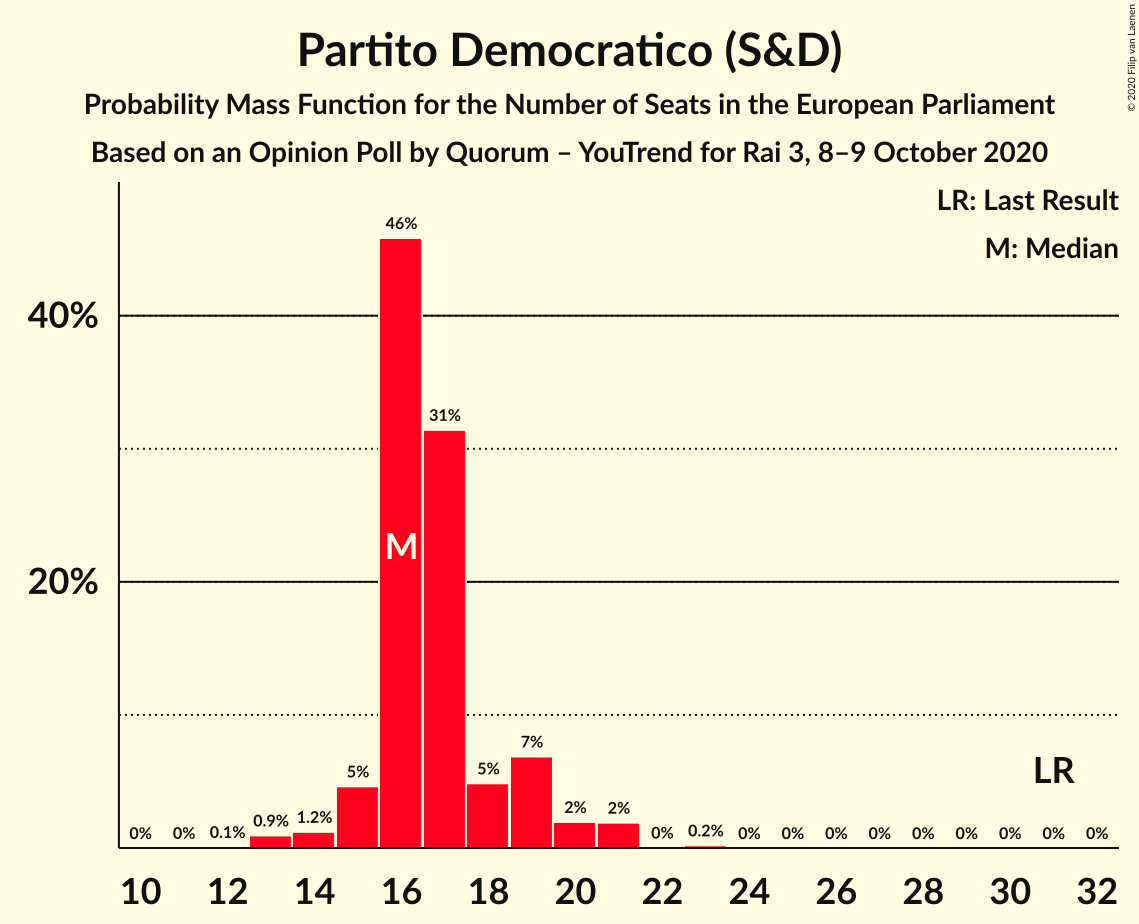 Partito Democratico (S&D)
Probability Mass Function for the Number of Seats in the European Parliament
Based on an Opinion Poll by Quorum – YouTrend for Rai 3, 8–9 October 2020
© 2020 Filip van Laenen
LR: Last Result
M: Median
40%
20%
0% 0% 0.1% 0.9% 1.2% 5% 46% 31% 5% 7% 2% 2% 0% 0.2% 0% 0% 0% 0% 0% 0% 0% 0% 0%
M
LR
10 12 14 16 18 20 22 24 26 28 30 32